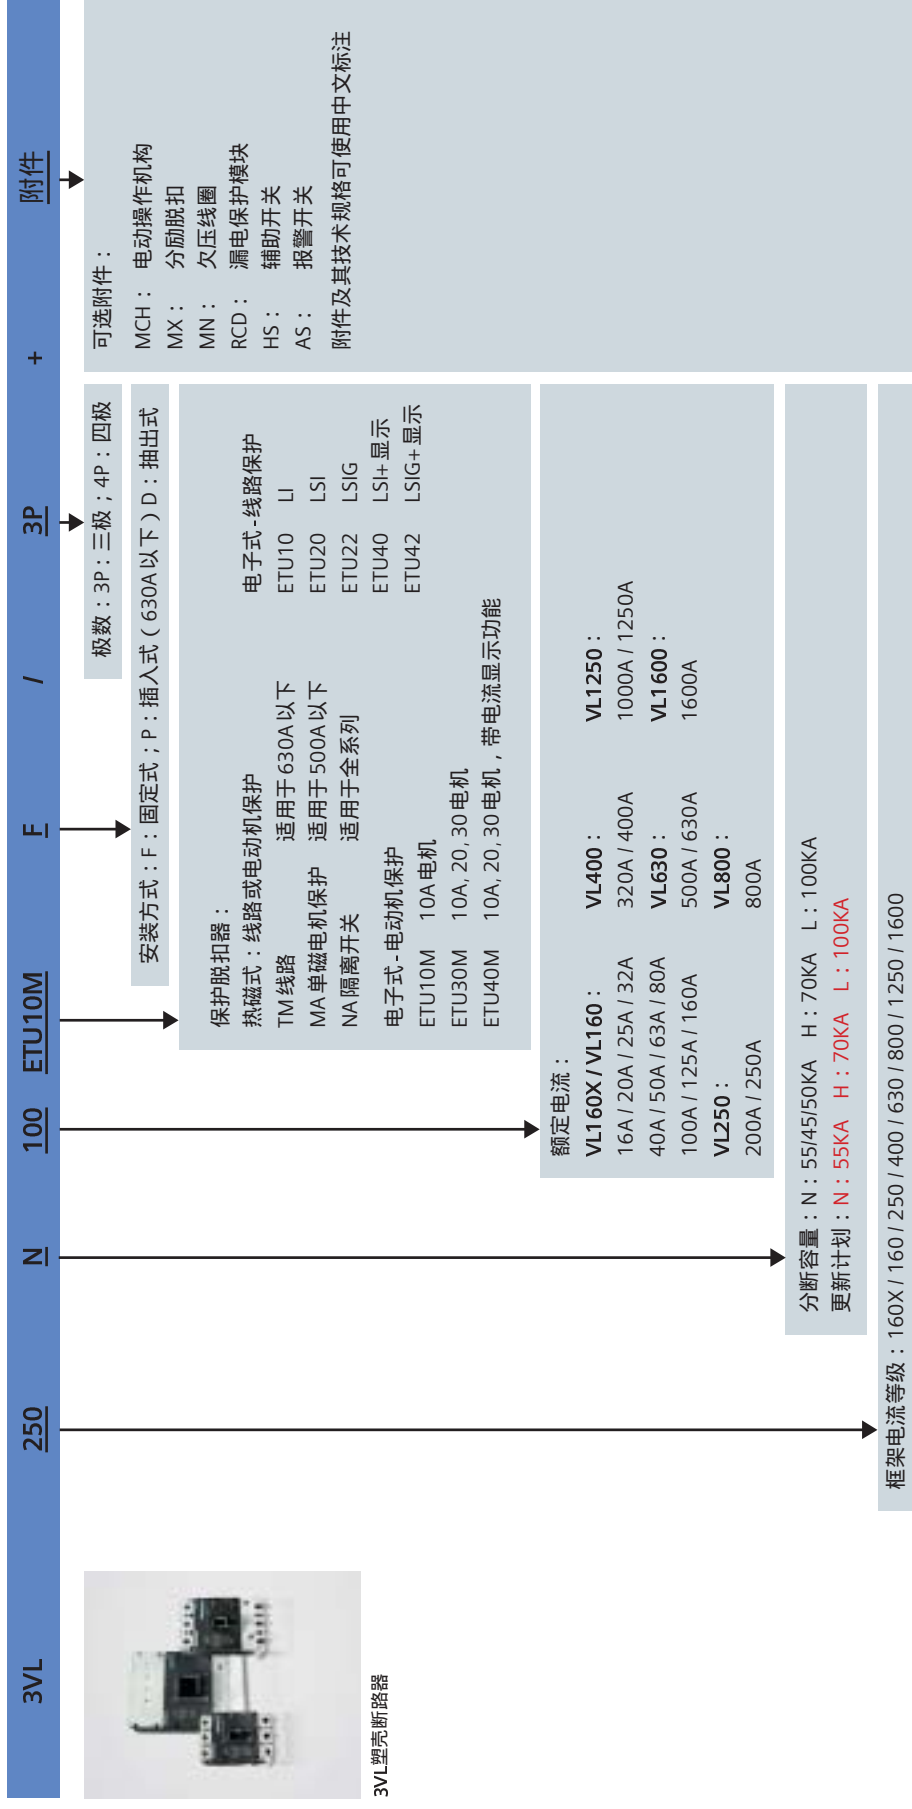 3VL 250 N 100 ETU10M F / 3P + 附件
3VL塑壳断路器
可选附件：
MCH： 电动操作机构
MX： 分励脱扣
MN： 欠压线圈
RCD： 漏电保护模块
HS： 辅助开关
AS： 报警开关
附件及其技术规格可使用中文标注
极数：3P：三极；4P：四极
安装方式：F：固定式；P：插入式（630A以下）D：抽出式
保护脱扣器：
热磁式：线路或电动机保护
TM 线路 适用于630A以下
MA 单磁电机保护 适用于500A以下
NA 隔离开关 适用于全系列
电子式-电动机保护
ETU10M 10A 电机
ETU30M 10A, 20, 30 电机
ETU40M 10A, 20, 30 电机，带电流显示功能
电子式-线路保护
ETU10 LI
ETU20 LSI
ETU22 LSIG
ETU40 LSI+ 显示
ETU42 LSIG+ 显示
额定电流：
VL160X / VL160：
16A / 20A / 25A / 32A
40A / 50A / 63A / 80A
100A / 125A / 160A
VL250：
200A / 250A
VL400：
320A / 400A
VL630：
500A / 630A
VL800：
800A
VL1250：
1000A / 1250A
VL1600：
1600A
分断容量：N：55/45/50KA H：70KA L：100KA
更新计划：N：55KA H：70KA L：100KA
框架电流等级：160X / 160 / 250 / 400 / 630 / 800 / 1250 / 1600